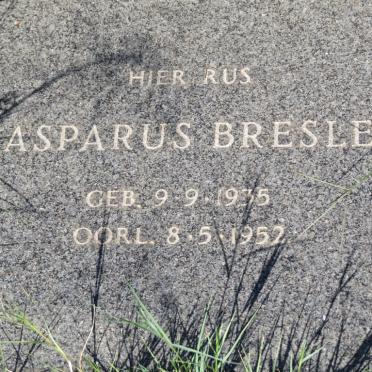 HIER RUS
ASPARUS BRESLE
GEB. 9·9·1935
OORL. 8·5·1952